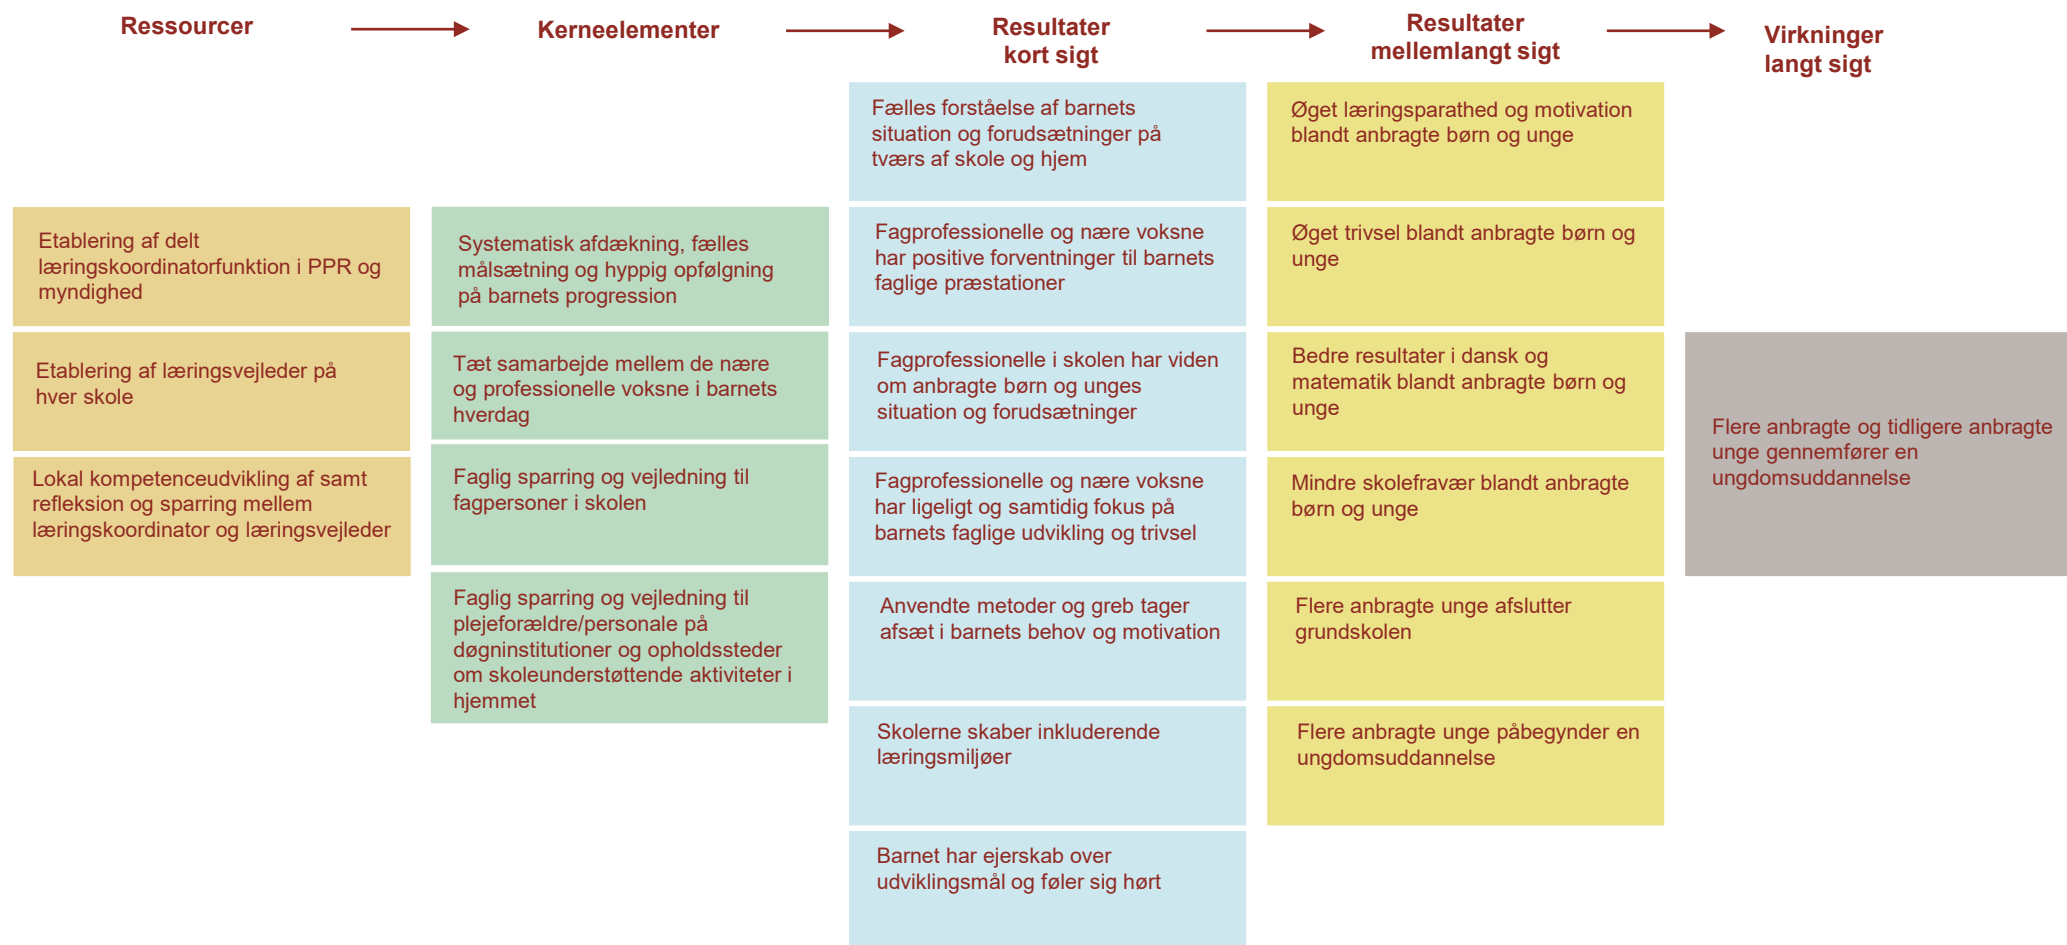 Ressourcer
Kerneelementer
Resultater
kort sigt
Resultater
mellemlangt sigt
Virkninger
langt sigt
Etablering af delt
læringskoordinatorfunktion i PPR og
myndighed
Etablering af læringsvejleder på
hver skole
Lokal kompetenceudvikling af samt
refleksion og sparring mellem
læringskoordinator og læringsvejleder
Systematisk afdækning, fælles
målsætning og hyppig opfølgning
på barnets progression
Tæt samarbejde mellem de nære
og professionelle voksne i barnets
hverdag
Faglig sparring og vejledning til
fagpersoner i skolen
Faglig sparring og vejledning til
plejeforældre/personale på
døgninstitutioner og opholdssteder
om skoleunderstøttende aktiviteter i
hjemmet
Fælles forståelse af barnets
situation og forudsætninger på
tværs af skole og hjem
Fagprofessionelle og nære voksne
har positive forventninger til barnets
faglige præstationer
Fagprofessionelle i skolen har viden
om anbragte børn og unges
situation og forudsætninger
Fagprofessionelle og nære voksne
har ligeligt og samtidig fokus på
barnets faglige udvikling og trivsel
Anvendte metoder og greb tager
afsæt i barnets behov og motivation
Skolerne skaber inkluderende
læringsmiljøer
Barnet har ejerskab over
udviklingsmål og føler sig hørt
Øget læringsparathed og motivation
blandt anbragte børn og unge
Øget trivsel blandt anbragte børn og
unge
Bedre resultater i dansk og
matematik blandt anbragte børn og
unge
Mindre skolefravær blandt anbragte
børn og unge
Flere anbragte unge afslutter
grundskolen
Flere anbragte unge påbegynder en
ungdomsuddannelse
Flere anbragte og tidligere anbragte
unge gennemfører en
ungdomsuddannelse